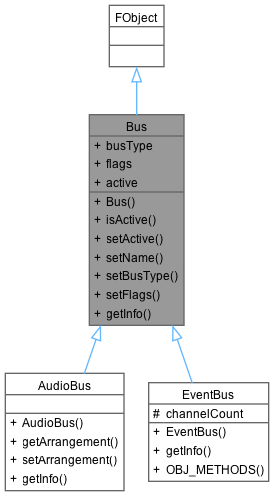 FObject
Bus
+ busType
+ flags
+ active
+ Bus()
+ isActive()
+ setActive()
+ setName()
+ setBusType()
+ setFlags()
+ getInfo()
AudioBus
+ AudioBus()
+ getArrangement()
+ setArrangement()
+ getInfo()
EventBus
# channelCount
+ EventBus()
+ getInfo()
+ OBJ_METHODS()